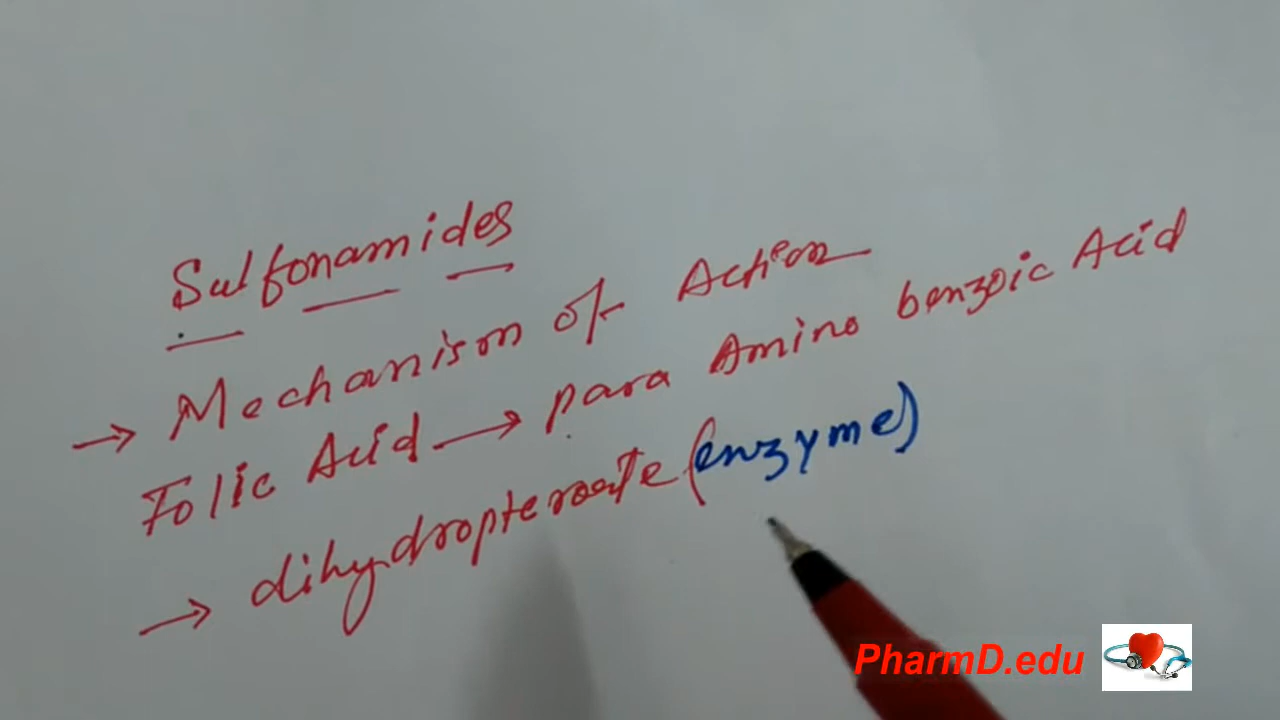 Sulfonamides
→ Mechanism of Action
Folic Acid → para Amino benzoic Acid
→ dihydropteroate (enzyme)
PharmD.edu